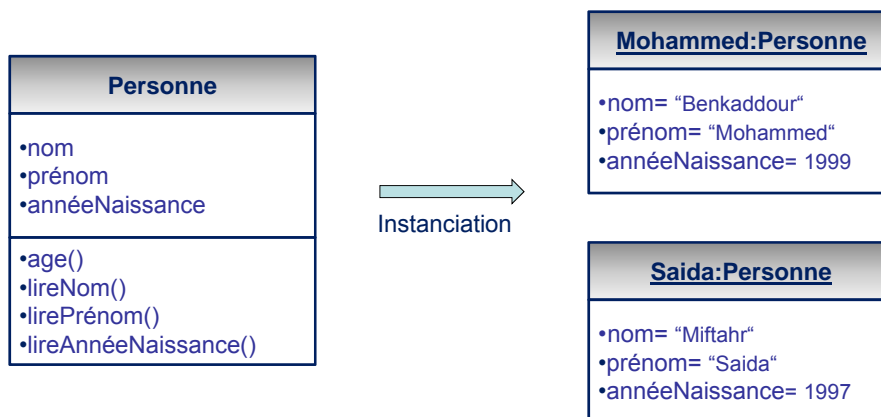 Personne
•nom
•prénom
•annéeNaissance
•age()
•lireNom()
•lirePrénom()
•lireAnnéeNaissance()
Instanciation
Mohammed:Personne
•nom= “Benkaddour“
•prénom= “Mohammed“
•annéeNaissance= 1999
Saida:Personne
•nom= “Miftahr“
•prénom= “Saida“
•annéeNaissance= 1997